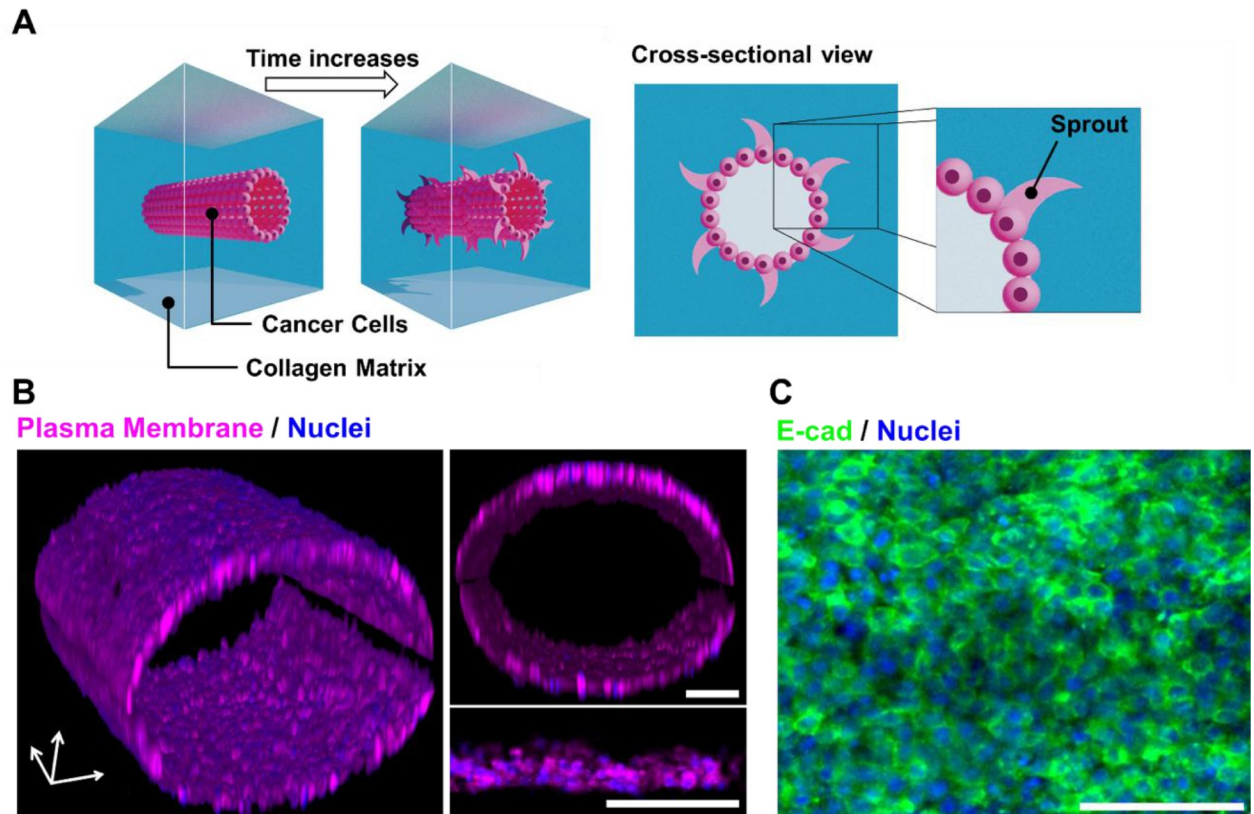 A
Time increases
Cross-sectional view
Sprout
Cancer Cells
Collagen Matrix
B
Plasma Membrane / Nuclei
C
E-cad / Nuclei